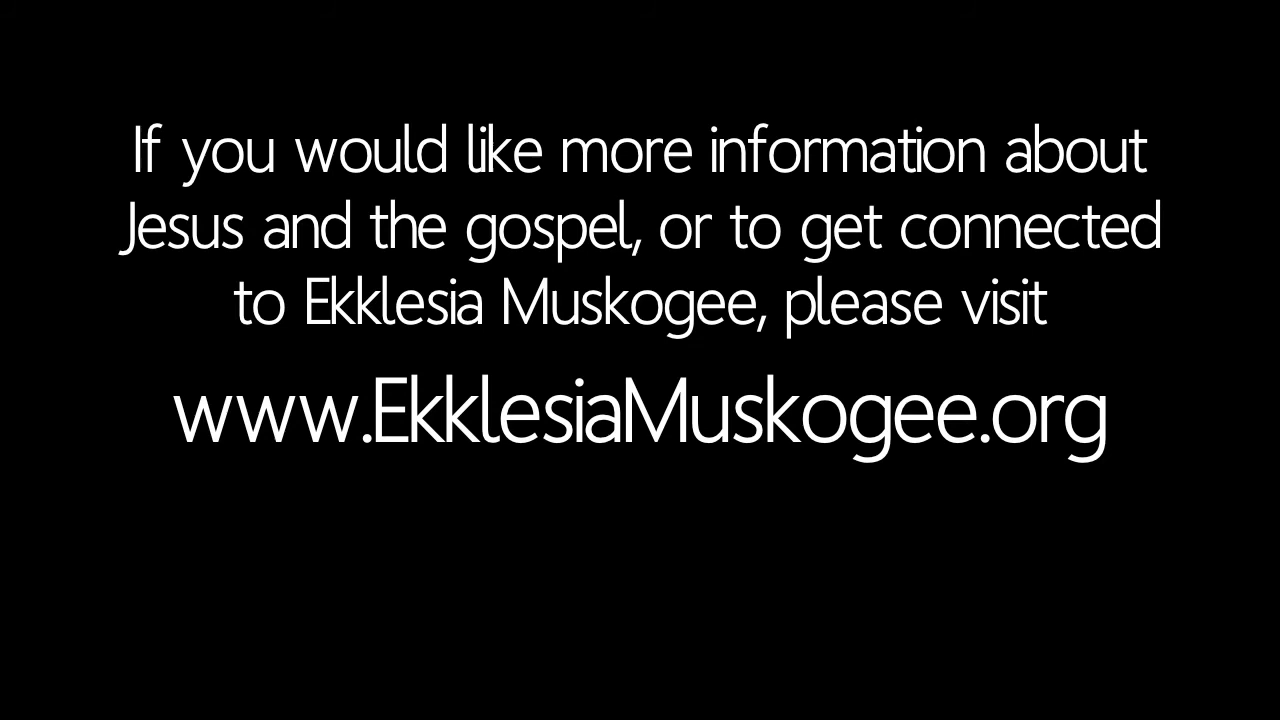 If you would like more information about
Jesus and the gospel, or to get connected
to Ekklesia Muskogee, please visit
www.EkklesiaMuskogee.org